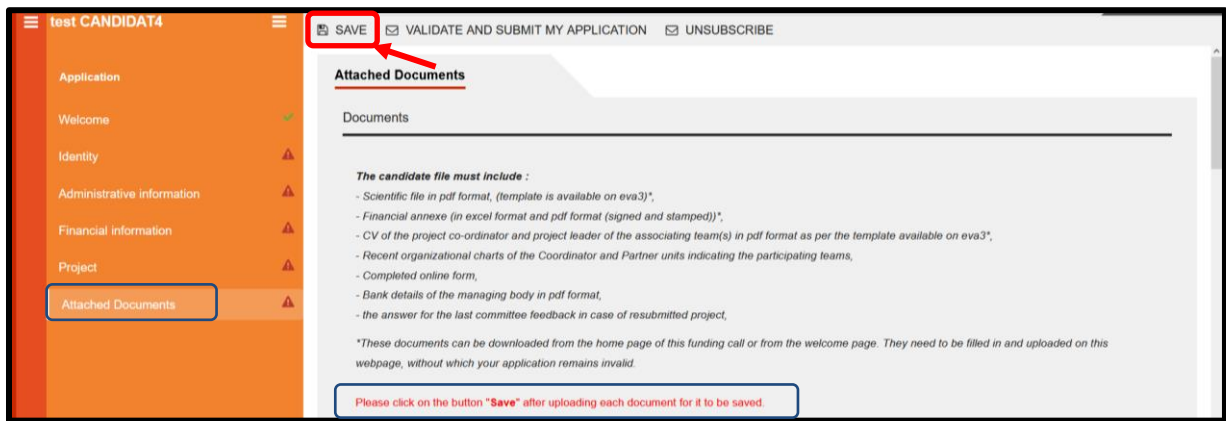 test CANDIDAT4
SAVE VALIDATE AND SUBMIT MY APPLICATION UNSUBSCRIBE
Application
Welcome
Identity
Administrative information
Financial information
Project
Attached Documents
Attached Documents
Documents
The candidate file must include :
- Scientific file in pdf format, (template is available on eva3)*,
- Financial annexe (in excel format and pdf format (signed and stamped))*,
- CV of the project co-ordinator and project leader of the associating team(s) in pdf format as per the template available on eva3*,
- Recent organizational charts of the Coordinator and Partner units indicating the participating teams,
- Completed online form,
- Bank details of the managing body in pdf format,
- the answer for the last committee feedback in case of resubmitted project,
*These documents can be downloaded from the home page of this funding call or from the welcome page. They need to be filled in and uploaded on this
webpage, without which your application remains invalid.
Please click on the button "Save" after uploading each document for it to be saved.